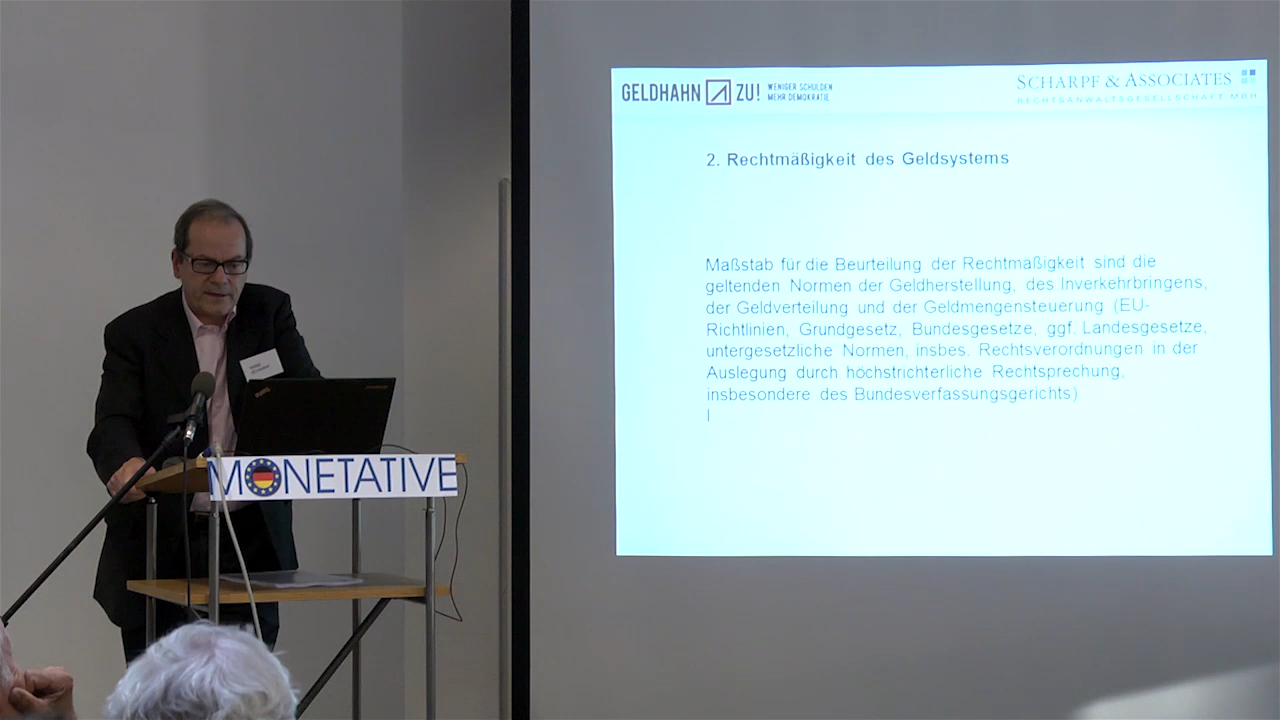 GELDHAHN ZU! WENIGER SCHULDEN
MEHR DEMOKRATIE
SCHARPF & ASSOCIATES
RECHTSANWALTSGESELLSCHAFT MBH
2. Rechtmäßigkeit des Geldsystems
Maßstab für die Beurteilung der Rechtmäßigkeit sind die
geltenden Normen der Geldherstellung, des Inverkehrbringens,
der Geldverteilung und der Geldmengensteuerung (EU-
Richtlinien, Grundgesetz, Bundesgesetze, ggf. Landesgesetze,
untergesetzliche Normen, insbes. Rechtsverordnungen in der
Auslegung durch höchstrichterliche Rechtsprechung,
insbesondere des Bundesverfassungsgerichts)
MONETATIVE